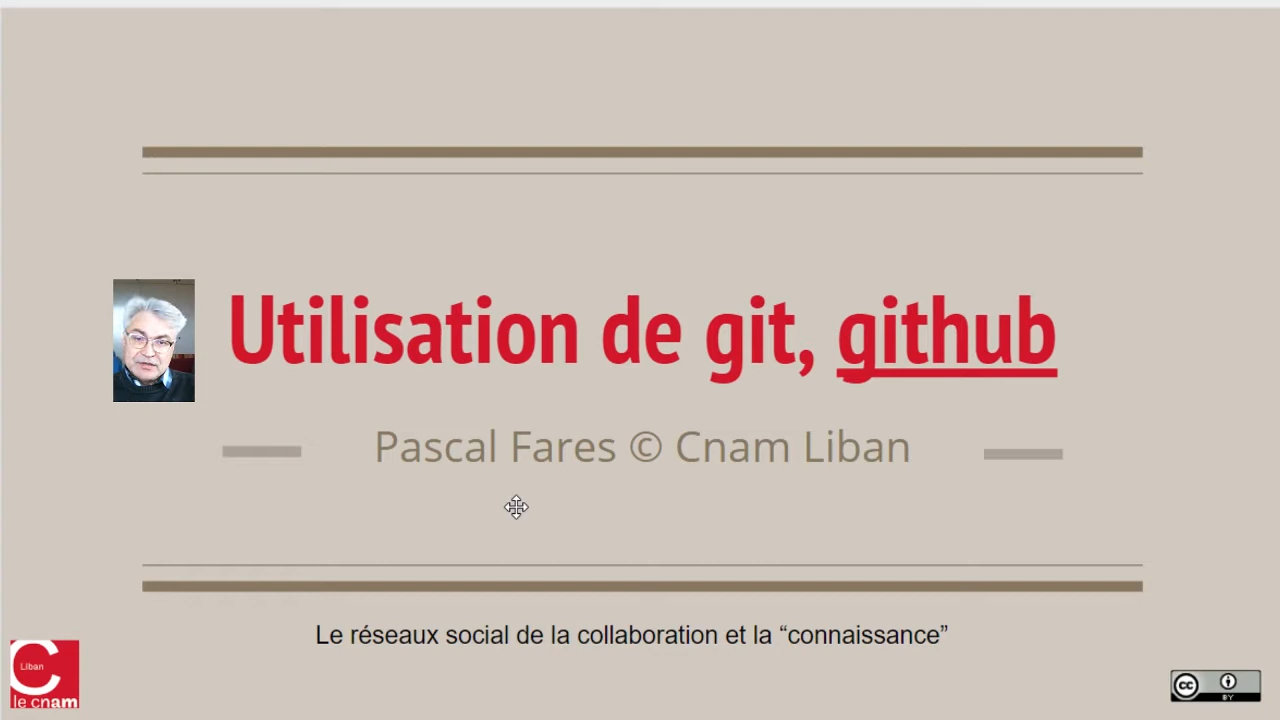 Utilisation de git, github
Pascal Fares © Cnam Liban
Le réseaux social de la collaboration et la “connaissance”
Liban
le cnam
cc
BY